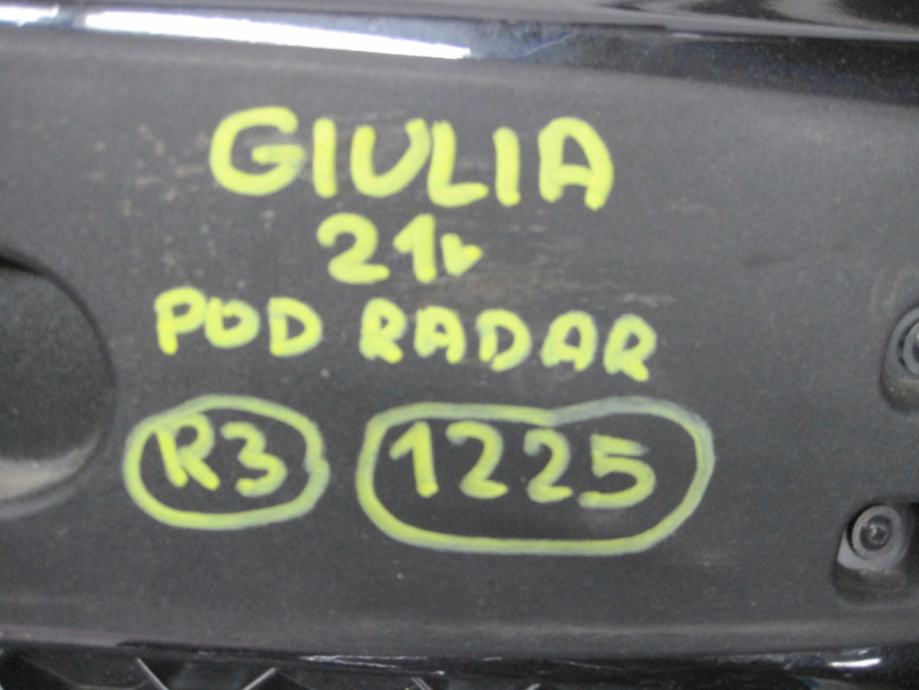 GIULIA
21r
POD RADAR
R3 1225